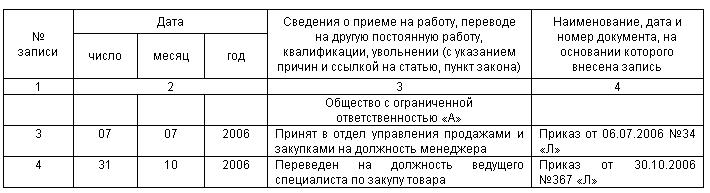 № записи
Дата
Сведения о приеме на работу, переводе на другую постоянную работу, квалификации, увольнении (с указанием причин и ссылкой на статью, пункт закона)
Наименование, дата и номер документа, на основании которого внесена запись
число месяц год
1 2 3 4
Общество с ограниченной ответственностью «А»
3 07 07 2006 Принят в отдел управления продажами и закупками на должность менеджера Приказ от 06.07.2006 №34 «Л»
4 31 10 2006 Переведен на должность ведущего специалиста по закупу товара Приказ от 30.10.2006 №367 «Л»